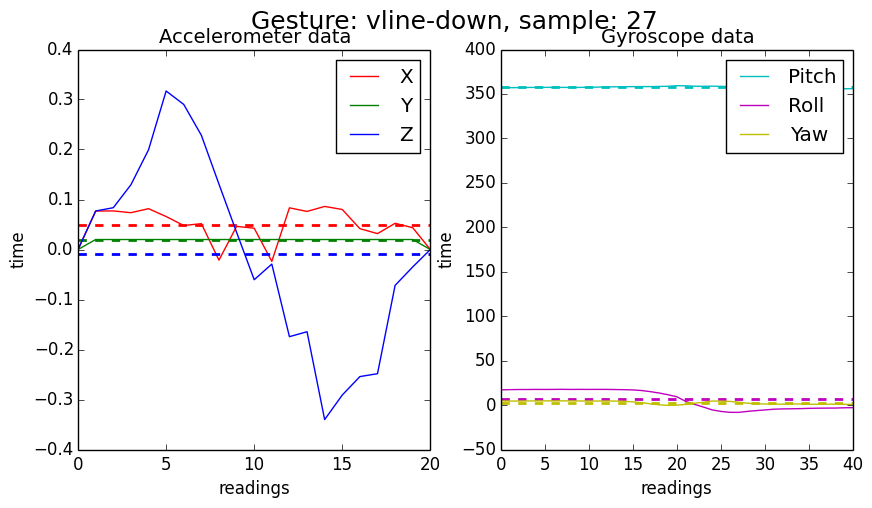 Gesture: vline-down, sample: 27
Accelerometer data
0.4
0.3
0.2
0.1
0.0
−0.1
−0.2
−0.3
−0.4
time
0
5
10
15
20
readings
X
Y
Z
Gyroscope data
400
350
300
250
200
150
100
50
0
−50
time
0
5
10
15
20
25
30
35
40
readings
Pitch
Roll
Yaw